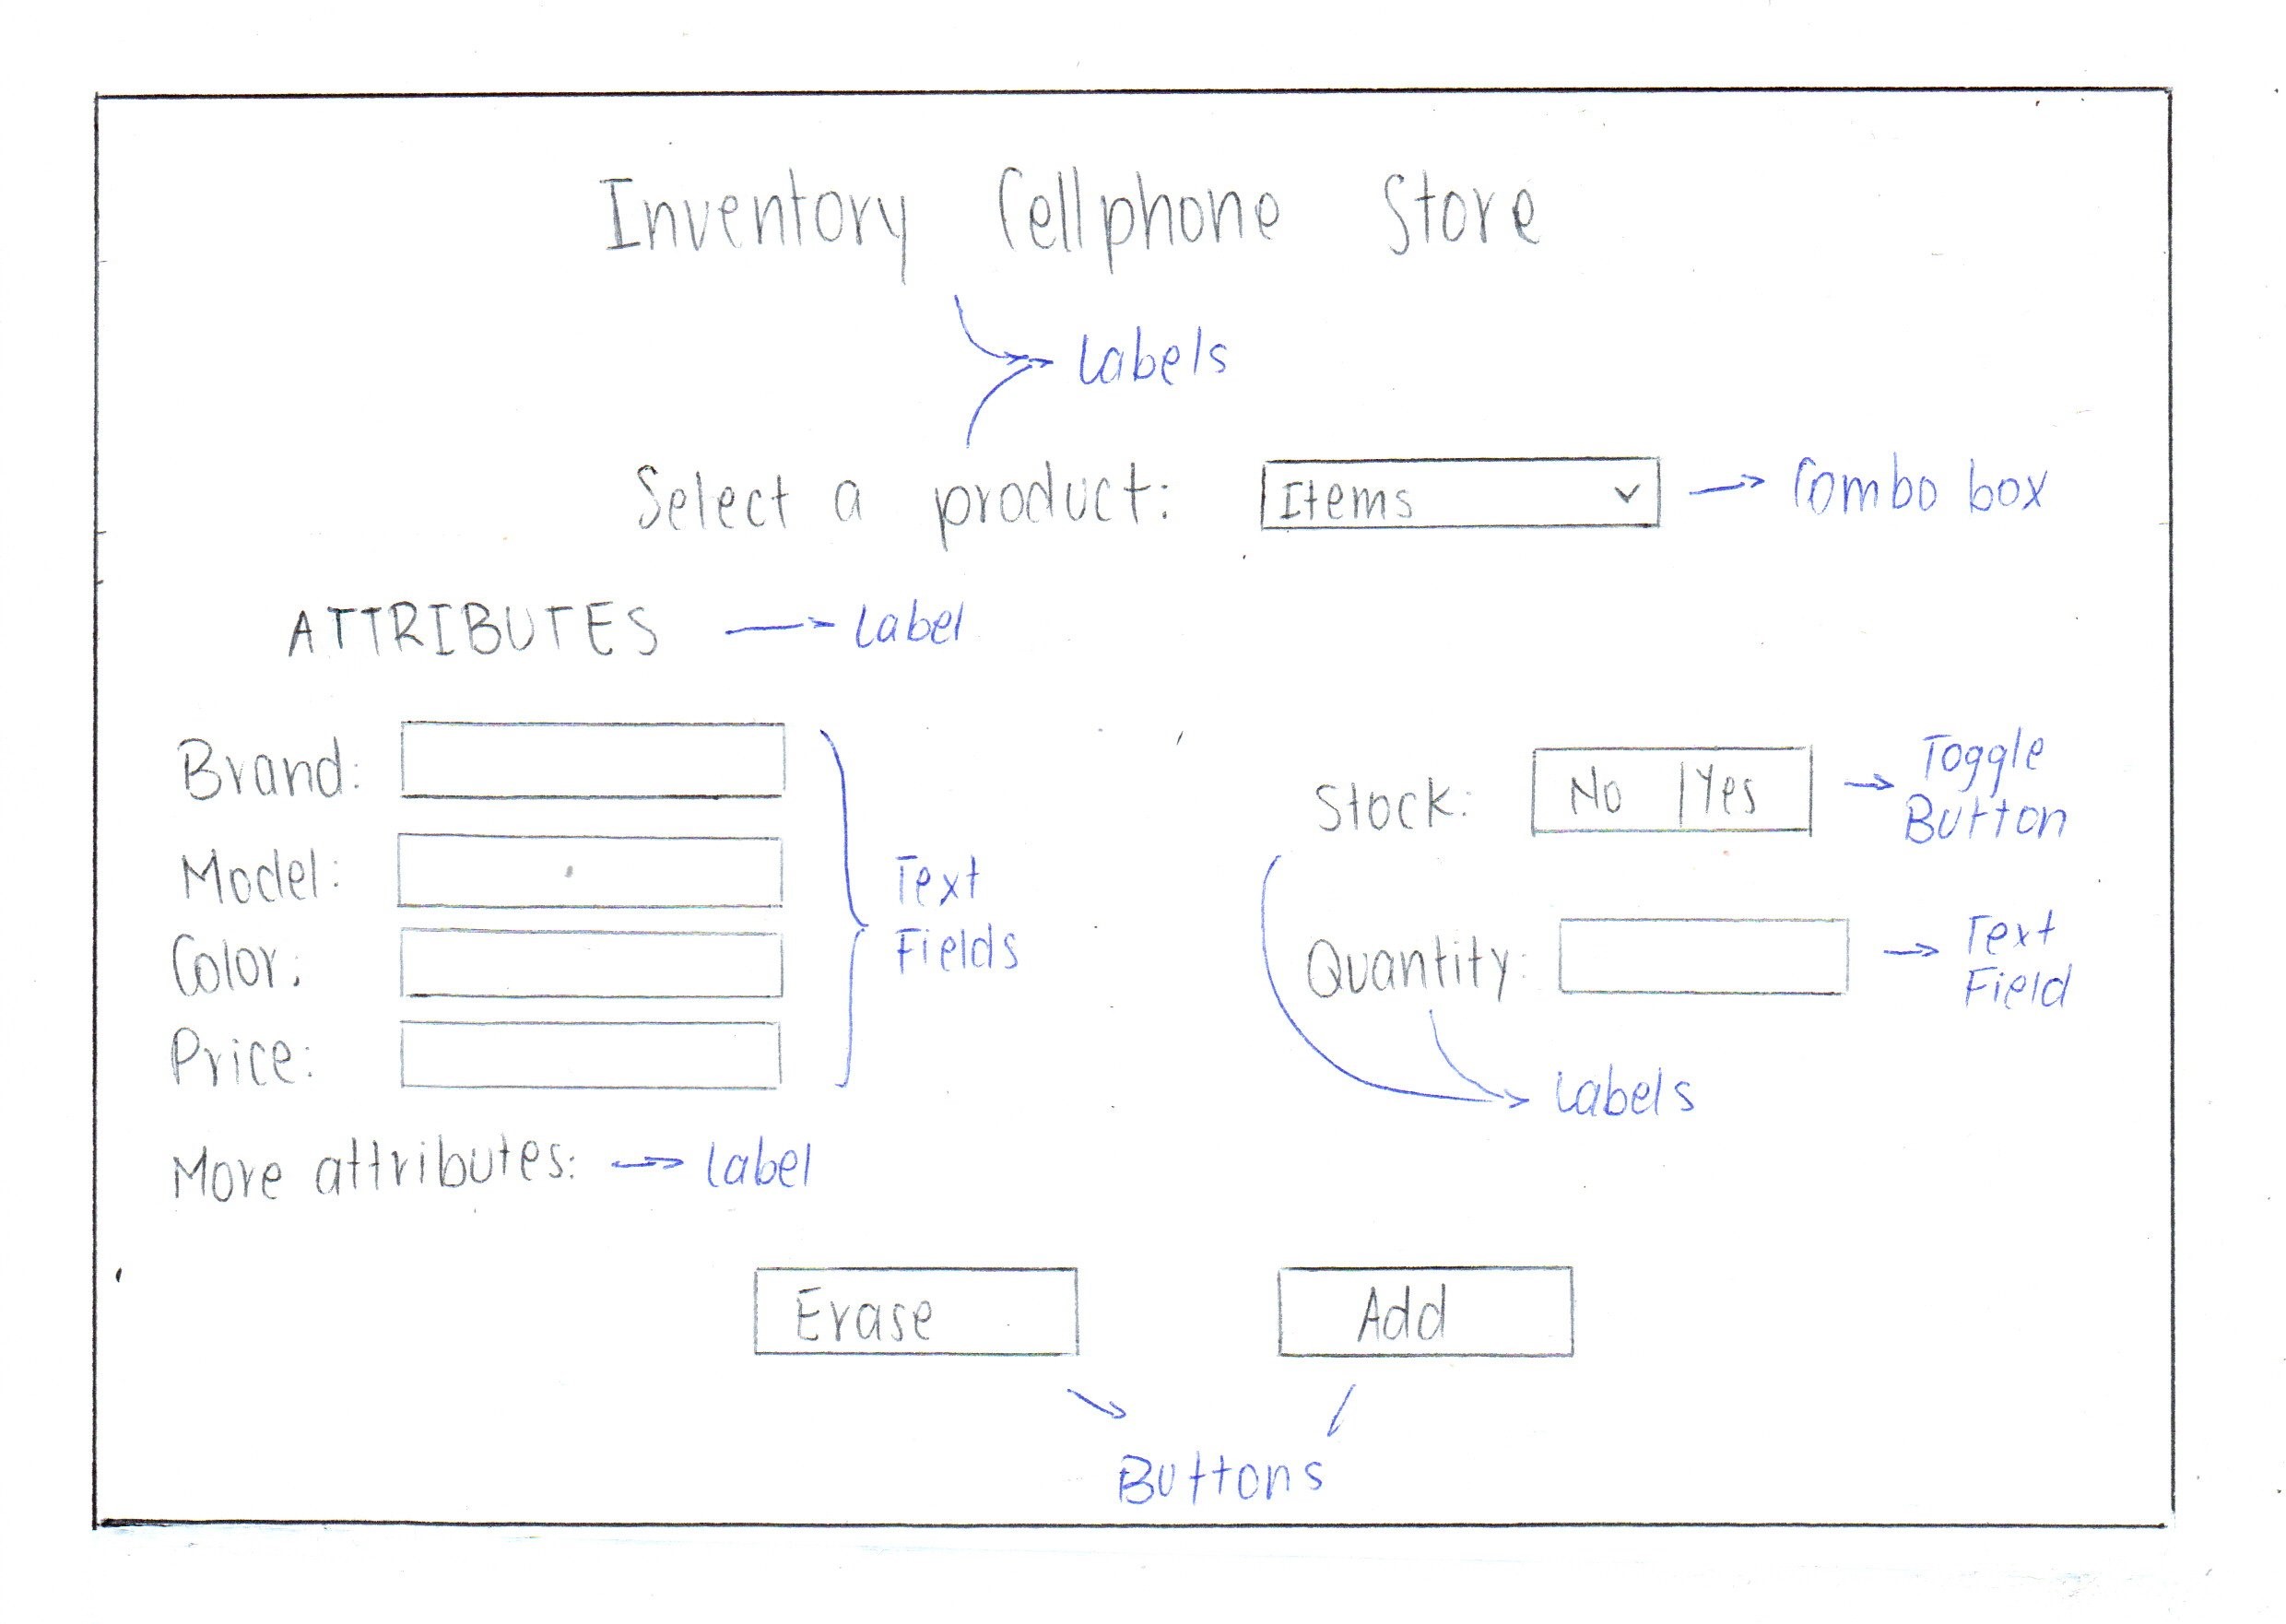 Inventory Cellphone Store
Labels
Select a product: Items → Combo box
ATTRIBUTES → Label
Brand:
Model:
Color:
Price:
Text
Fields
More attributes: → Label
Stock: No | Yes → Toggle
Button
Quantity: → Text
Field
Labels
Erase Add
Buttons